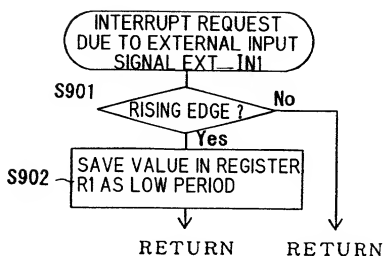 INTERRUPT REQUEST
DUE TO EXTERNAL INPUT
SIGNAL EXT_IN1
S901
RISING EDGE ?
No
Yes
S902
SAVE VALUE IN REGISTER
R1 AS LOW PERIOD
RETURN
RETURN